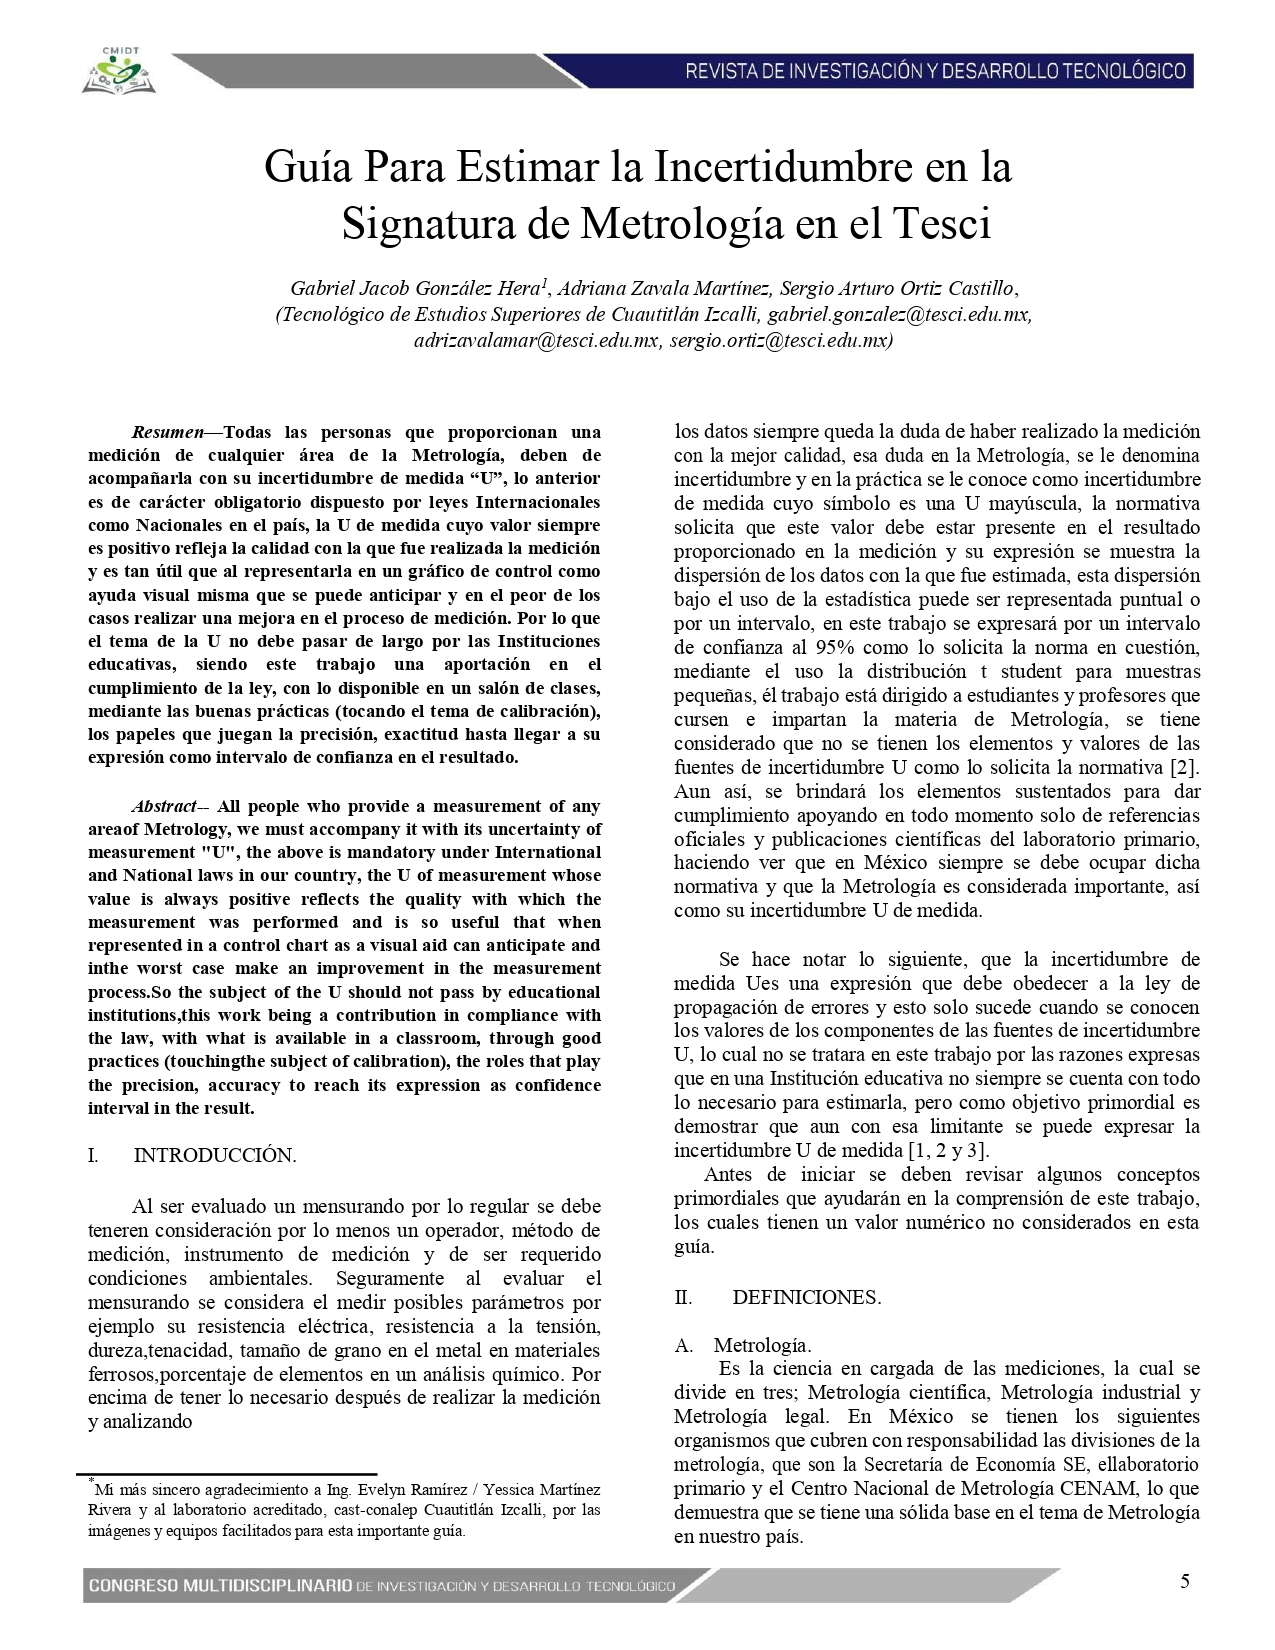 CMIDT
REVISTA DE INVESTIGACIÓN Y DESARROLLO TECNOLÓGICO
Guía Para Estimar la Incertidumbre en la
Signatura de Metrología en el Tesci
Gabriel Jacob González Hera1, Adriana Zavala Martínez, Sergio Arturo Ortiz Castillo,
(Tecnológico de Estudios Superiores de Cuautitlán Izcalli, gabriel.gonzalez@tesci.edu.mx,
adrizavalamar@tesci.edu.mx, sergio.ortiz@tesci.edu.mx)
Resumen—Todas las personas que proporcionan una
medición de cualquier área de la Metrología, deben de
acompañarla con su incertidumbre de medida “U”, lo anterior
es de carácter obligatorio dispuesto por leyes Internacionales
como Nacionales en el país, la U de medida cuyo valor siempre
es positivo refleja la calidad con la que fue realizada la medición
y es tan útil que al representarla en un gráfico de control como
ayuda visual misma que se puede anticipar y en el peor de los
casos realizar una mejora en el proceso de medición. Por lo que
el tema de la U no debe pasar de largo por las Instituciones
educativas, siendo este trabajo una aportación en el
cumplimiento de la ley, con lo disponible en un salón de clases,
mediante las buenas prácticas (tocando el tema de calibración),
los papeles que juegan la precisión, exactitud hasta llegar a su
expresión como intervalo de confianza en el resultado.
Abstract-- All people who provide a measurement of any
areaof Metrology, we must accompany it with its uncertainty of
measurement "U", the above is mandatory under International
and National laws in our country, the U of measurement whose
value is always positive reflects the quality with which the
measurement was performed and is so useful that when
represented in a control chart as a visual aid can anticipate and
inthe worst case make an improvement in the measurement
process.So the subject of the U should not pass by educational
institutions,this work being a contribution in compliance with
the law, with what is available in a classroom, through good
practices (touchingthe subject of calibration), the roles that play
the precision, accuracy to reach its expression as confidence
interval in the result.
I. INTRODUCCIÓN.
Al ser evaluado un mensurando por lo regular se debe
teneren consideración por lo menos un operador, método de
medición, instrumento de medición y de ser requerido
condiciones ambientales. Seguramente al evaluar el
mensurando se considera el medir posibles parámetros por
ejemplo su resistencia eléctrica, resistencia a la tensión,
dureza,tenacidad, tamaño de grano en el metal en materiales
ferrosos,porcentaje de elementos en un análisis químico. Por
encima de tener lo necesario después de realizar la medición
y analizando
*Mi más sincero agradecimiento a Ing. Evelyn Ramírez / Yessica Martínez
Rivera y al laboratorio acreditado, cast-conalep Cuautitlán Izcalli, por las
imágenes y equipos facilitados para esta importante guía.
los datos siempre queda la duda de haber realizado la medición
con la mejor calidad, esa duda en la Metrología, se le denomina
incertidumbre y en la práctica se le conoce como incertidumbre
de medida cuyo símbolo es una U mayúscula, la normativa
solicita que este valor debe estar presente en el resultado
proporcionado en la medición y su expresión se muestra la
dispersión de los datos con la que fue estimada, esta dispersión
bajo el uso de la estadística puede ser representada puntual o
por un intervalo, en este trabajo se expresará por un intervalo
de confianza al 95% como lo solicita la norma en cuestión,
mediante el uso la distribución t student para muestras
pequeñas, él trabajo está dirigido a estudiantes y profesores que
cursen e impartan la materia de Metrología, se tiene
considerado que no se tienen los elementos y valores de las
fuentes de incertidumbre U como lo solicita la normativa [2].
Aun así, se brindará los elementos sustentados para dar
cumplimiento apoyando en todo momento solo de referencias
oficiales y publicaciones científicas del laboratorio primario,
haciendo ver que en México siempre se debe ocupar dicha
normativa y que la Metrología es considerada importante, así
como su incertidumbre U de medida.
Se hace notar lo siguiente, que la incertidumbre de
medida Ues una expresión que debe obedecer a la ley de
propagación de errores y esto solo sucede cuando se conocen
los valores de los componentes de las fuentes de incertidumbre
U, lo cual no se tratara en este trabajo por las razones expresas
que en una Institución educativa no siempre se cuenta con todo
lo necesario para estimarla, pero como objetivo primordial es
demostrar que aun con esa limitante se puede expresar la
incertidumbre U de medida [1, 2 y 3].
Antes de iniciar se deben revisar algunos conceptos
primordiales que ayudarán en la comprensión de este trabajo,
los cuales tienen un valor numérico no considerados en esta
guía.
II. DEFINICIONES.
A. Metrología.
Es la ciencia en cargada de las mediciones, la cual se
divide en tres; Metrología científica, Metrología industrial y
Metrología legal. En México se tienen los siguientes
organismos que cubren con responsabilidad las divisiones de la
metrología, que son la Secretaría de Economía SE, ellaboratorio
primario y el Centro Nacional de Metrología CENAM, lo que
demuestra que se tiene una sólida base en el tema de Metrología
en nuestro país.
CONGRESO MULTIDISCIPLINARIO DE INVESTIGACIÓN Y DESARROLLO TECNOLÓGICO
5